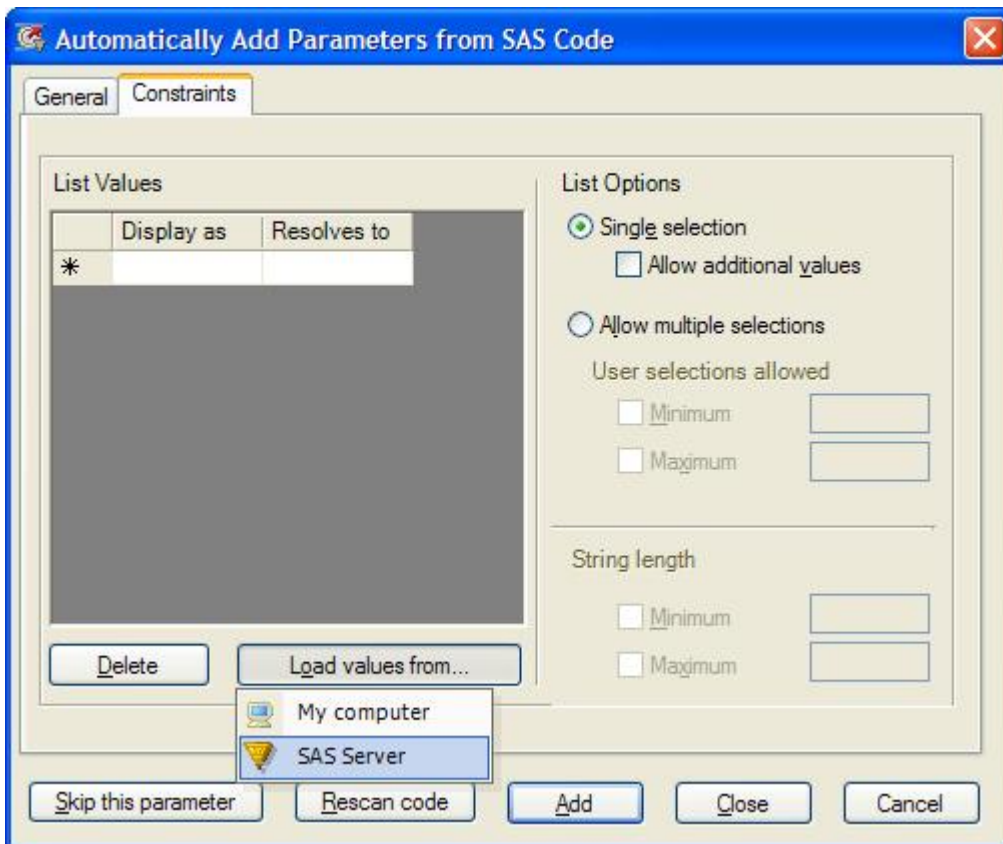 Automatically Add Parameters from SAS Code
General Constraints
List Values
Display as Resolves to
Delete Load values from...
My computer
SAS Server
List Options
Single selection
Allow additional values
Allow multiple selections
User selections allowed
Minimum
Maximum
String length
Minimum
Maximum
Skip this parameter Rescan code Add Close Cancel